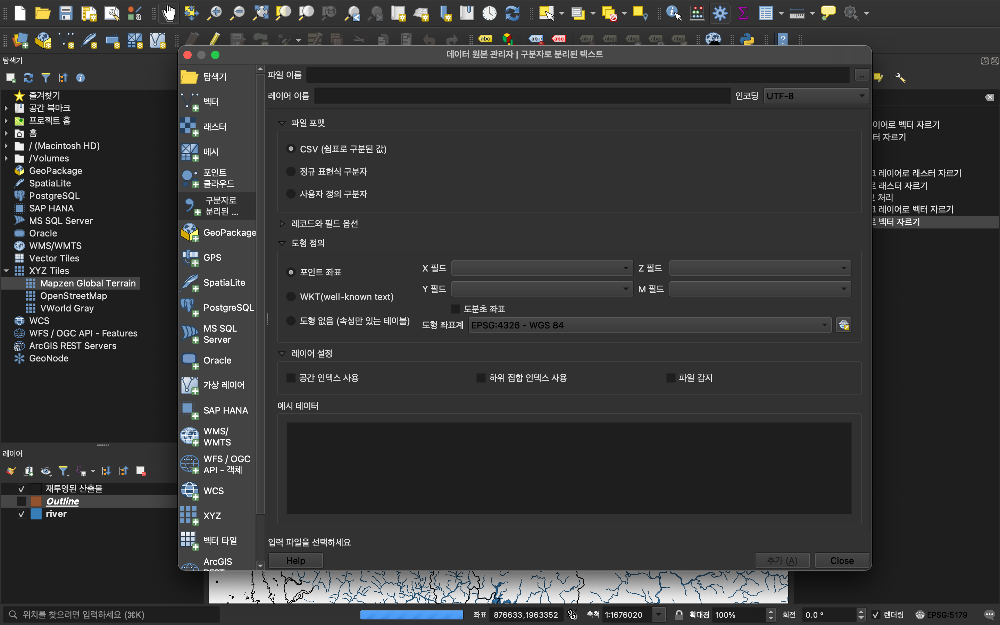 데이터 원본 관리자 | 구분자로 분리된 텍스트
탐색기
즐겨찾기
공간 북마크
프로젝트 홈
홈
/ (Macintosh HD)
/Volumes
GeoPackage
SpatiaLite
PostgreSQL
SAP HANA
MS SQL Server
Oracle
WMS/WMTS
Vector Tiles
XYZ Tiles
Mapzen Global Terrain
OpenStreetMap
VWorld Gray
WCS
WFS / OGC API - Features
ArcGIS REST Servers
GeoNode
레이어
재투영된 산출물
Outline
river
탐색기
벡터
래스터
메시
포인트
클라우드
구분자로
분리된 ...
GeoPackage
GPS
SpatiaLite
PostgreSQL
MS SQL
Server
Oracle
가상 레이어
SAP HANA
WMS/
WMTS
WFS / OGC
API - 객체
WCS
XYZ
벡터 타일
ArcGIS
파일 이름
...
레이어 이름
인코딩 UTF-8
파일 포맷
CSV (쉼표로 구분된 값)
정규 표현식 구분자
사용자 정의 구분자
레코드와 필드 옵션
도형 정의
포인트 좌표
WKT(well-known text)
도형 없음 (속성만 있는 테이블)
X 필드
Z 필드
Y 필드
M 필드
도분초 좌표
도형 좌표계 EPSG:4326 - WGS 84
레이어 설정
공간 인덱스 사용
하위 집합 인덱스 사용
파일 감지
예시 데이터
입력 파일을 선택하세요
Help
추가 (A)
Close
이어로 벡터 자르기
터 자르기
레이어로 래스터 자르기
래스터 자르기
처리
레이어로 벡터 자르기
벡터 자르기
위치를 찾으려면 입력하세요 (⌘K)
좌표 876633,1963352
축척 1:1676020
확대경 100%
회전 0.0 °
렌더링
EPSG:5179